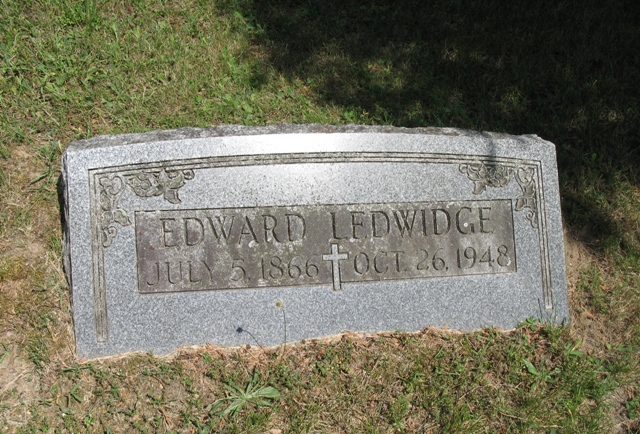 EDWARD LEDWIDGE
JULY 5, 1866 OCT. 26, 1948